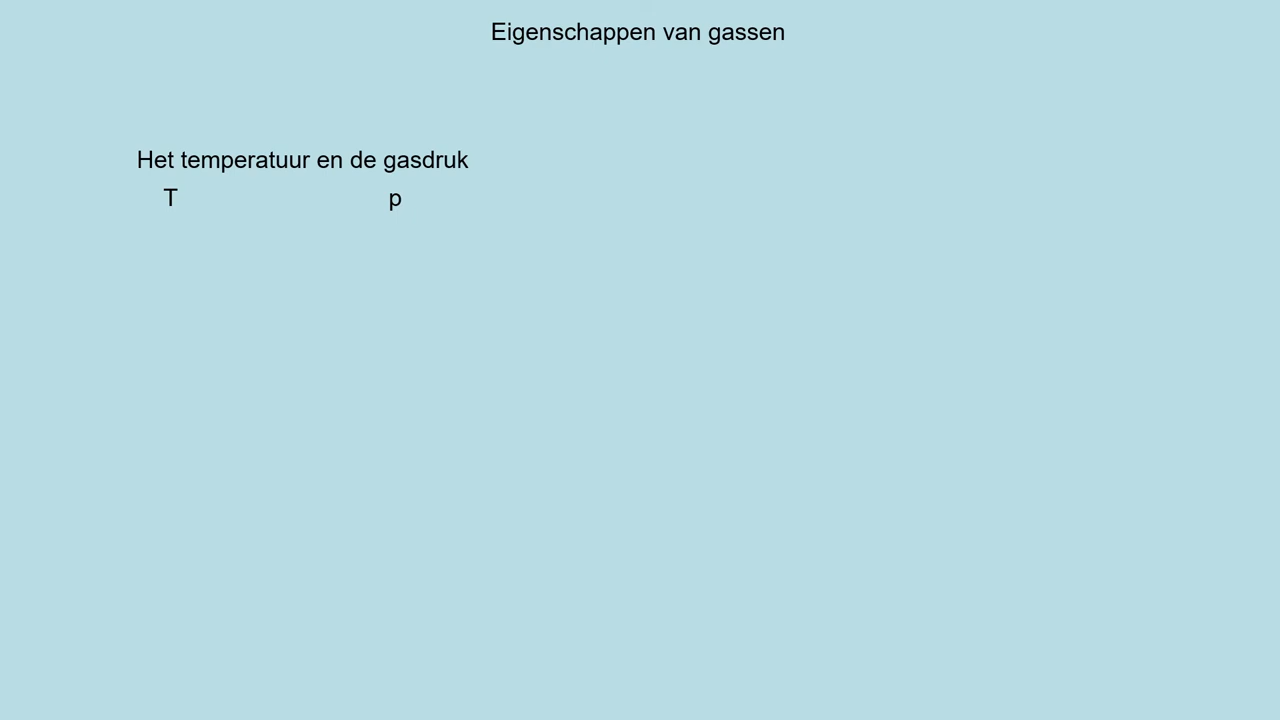 Eigenschappen van gassen
Het temperatuur en de gasdruk
T p